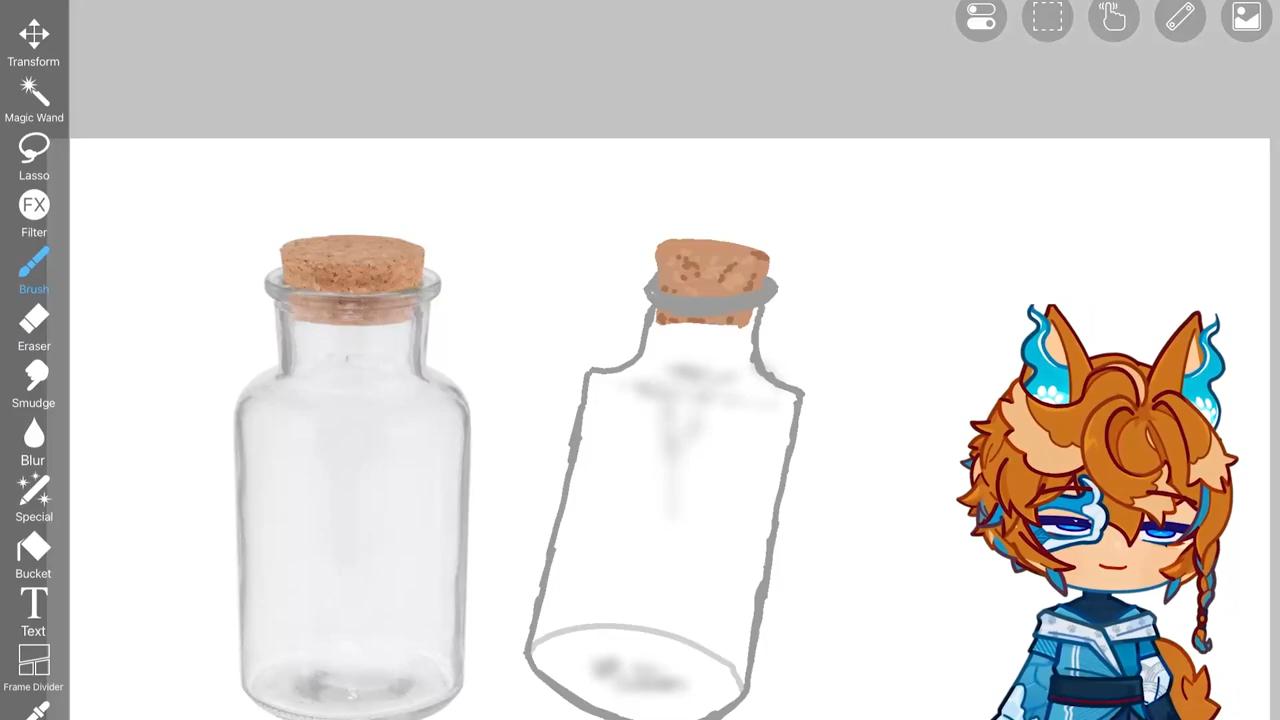 Transform
Magic Wand
Lasso
FX
Filter
Brush
Eraser
Smudge
Blur
Special
Bucket
T
Text
Frame Divider